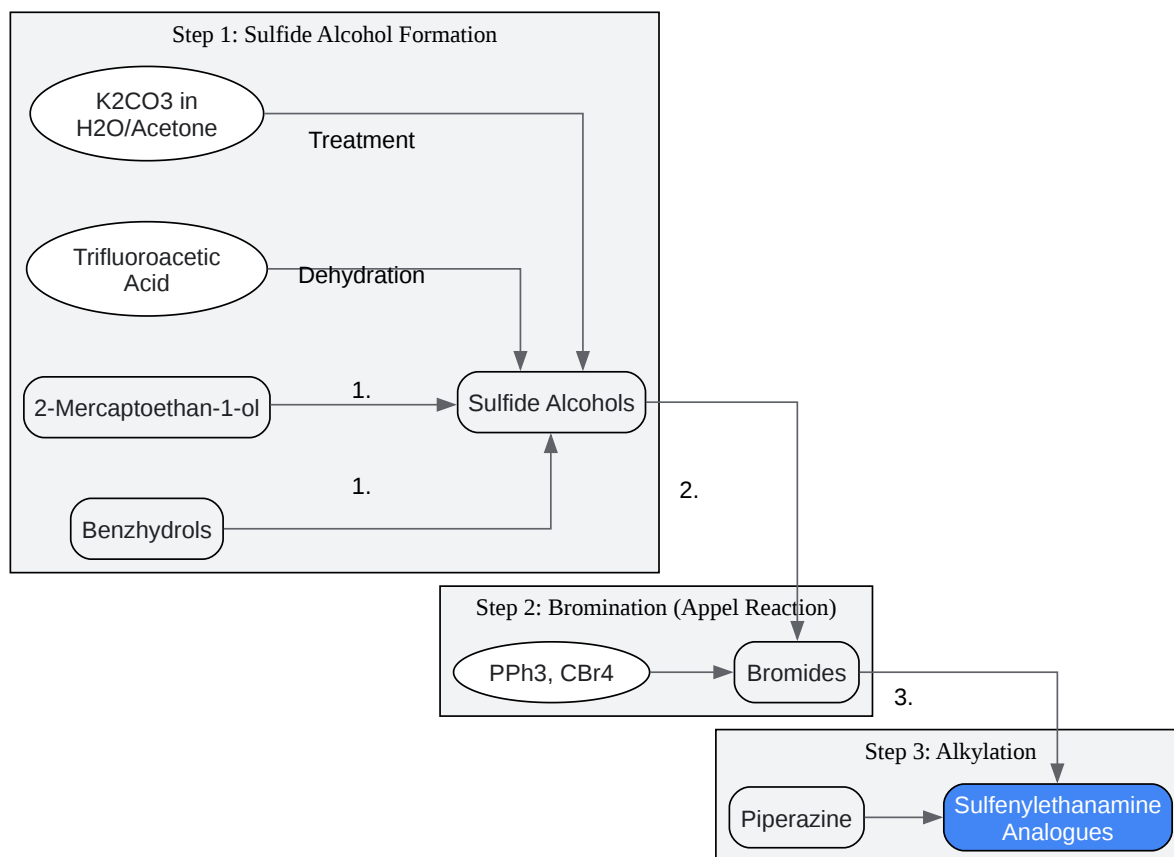 Step 1: Sulfide Alcohol Formation
K2CO3 in
H2O/Acetone
Treatment
Trifluoroacetic
Acid
Dehydration
2-Mercaptoethan-1-ol
1.
Sulfide Alcohols
Benzhydrols
1.
2.
Step 2: Bromination (Appel Reaction)
PPh3, CBr4
Bromides
3.
Step 3: Alkylation
Piperazine
Sulfenylethanamine
Analogues